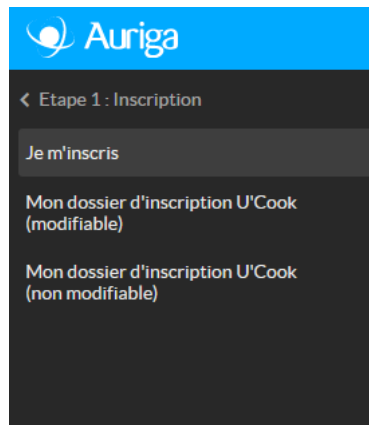 Auriga
Etape 1 : Inscription
Je m'inscris
Mon dossier d'inscription U'Cook
(modifiable)
Mon dossier d'inscription U'Cook
(non modifiable)